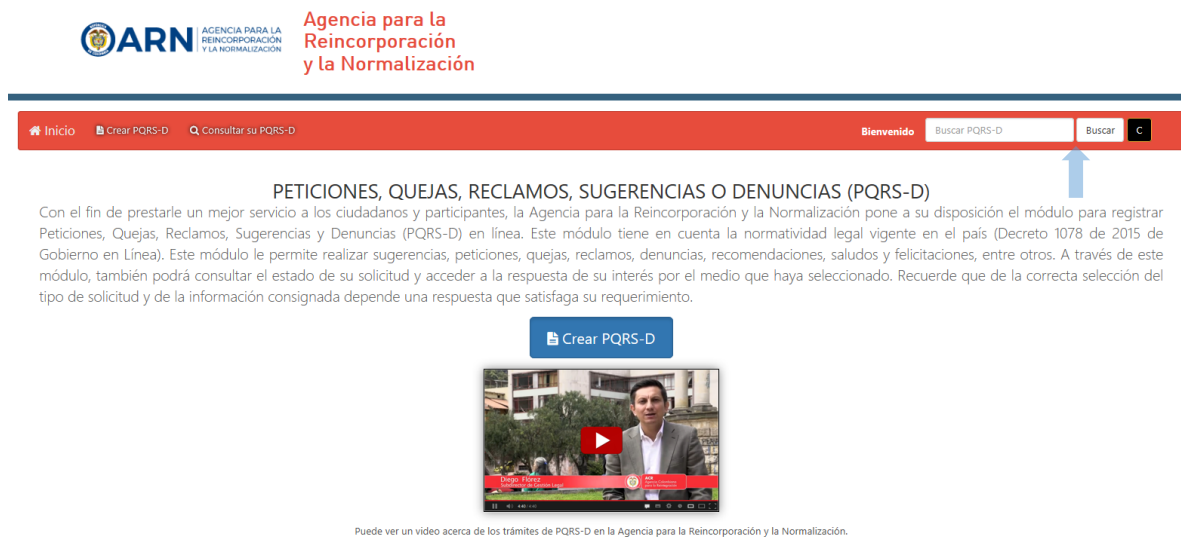 ARN
AGENCIA PARA LA
REINCORPORACIÓN
Y LA NORMALIZACIÓN
Agencia para la
Reincorporación
y la Normalización
Inicio Crear PQRS-D Consultar su PQRS-D Bienvenido Buscar PQRS-D Buscar C
PETICIONES, QUEJAS, RECLAMOS, SUGERENCIAS O DENUNCIAS (PQRS-D)
Con el fin de prestarle un mejor servicio a los ciudadanos y participantes, la Agencia para la Reincorporación y la Normalización pone a su disposición el módulo para registrar
Peticiones, Quejas, Reclamos, Sugerencias y Denuncias (PQRS-D) en línea. Este módulo tiene en cuenta la normatividad legal vigente en el país (Decreto 1078 de 2015 de
Gobierno en Línea). Este módulo le permite realizar sugerencias, peticiones, quejas, reclamos, denuncias, recomendaciones, saludos y felicitaciones, entre otros. A través de este
módulo, también podrá consultar el estado de su solicitud y acceder a la respuesta de su interés por el medio que haya seleccionado. Recuerde que de la correcta selección del
tipo de solicitud y de la información consignada depende una respuesta que satisfaga su requerimiento.
Crear PQRS-D
Diego Flórez
Subdirector de Gestión Legal
ACR
Puede ver un video acerca de los trámites de PQRS-D en la Agencia para la Reincorporación y la Normalización.